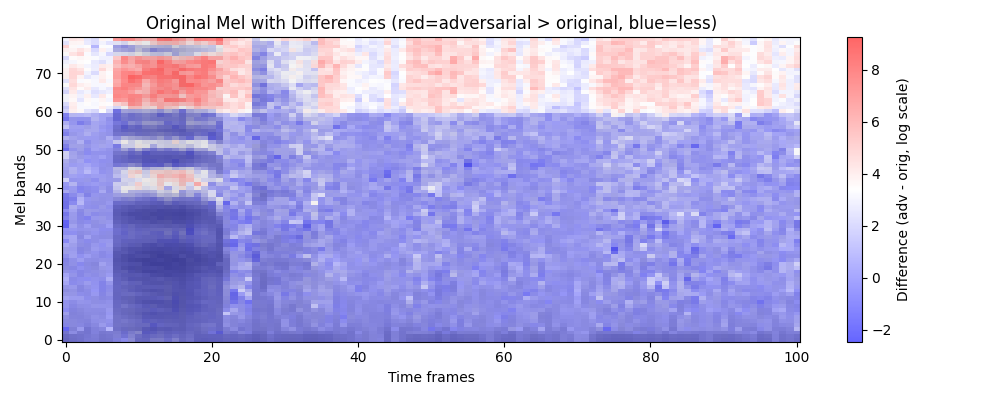 Original Mel with Differences (red=adversarial > original, blue=less)
Mel bands
70
60
50
40
30
20
10
0
0 20 40 60 80 100
Time frames
8
6
4
2
0
−2
Difference (adv - orig, log scale)